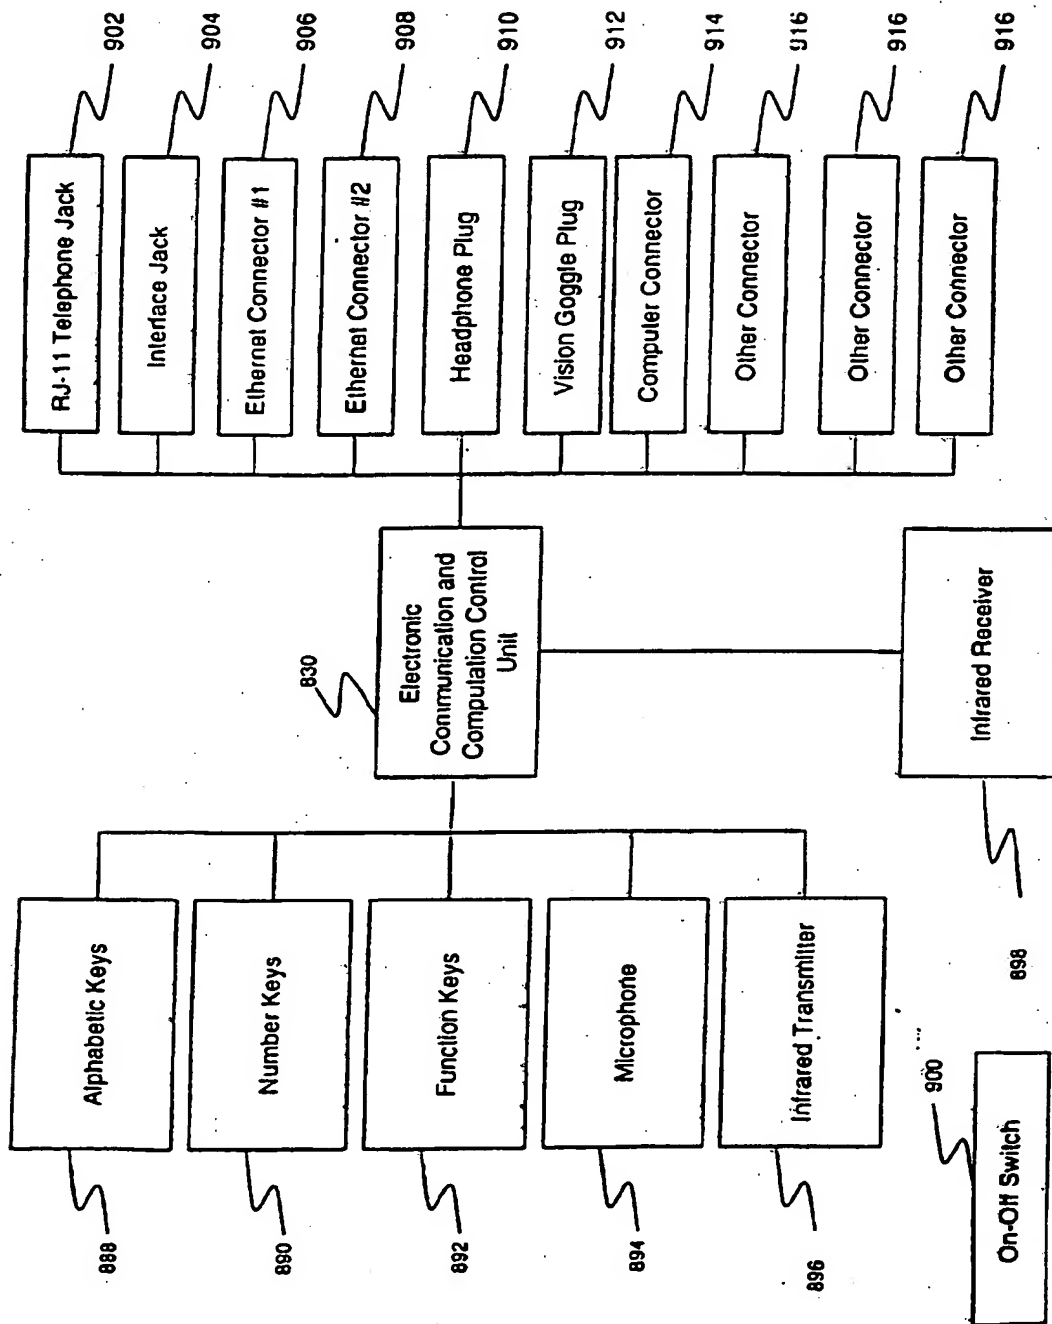 RJ-11 Telephone Jack
902
Interlace Jack
904
Ethernet Connector #1
906
Ethernet Connector #2
908
Headphone Plug
910
Vision Goggle Plug
912
Computer Connector
914
Other Connector
916
Other Connector
916
Other Connector
916
830
Electronic
Communication and
Computation Control
Unit
Infrared Receiver
898
Alphabetic Keys
888
Number Keys
890
Function Keys
892
Microphone
894
Infrared Transmitter
896
900
On-Off Switch